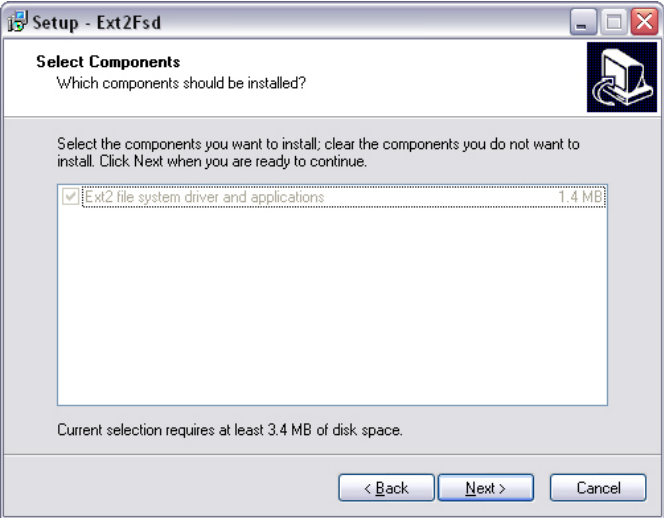 Setup - Ext2Fsd
Select Components
Which components should be installed?
Select the components you want to install; clear the components you do not want to
install. Click Next when you are ready to continue.
Ext2 file system driver and applications 1.4 MB
Current selection requires at least 3.4 MB of disk space.
< Back Next > Cancel